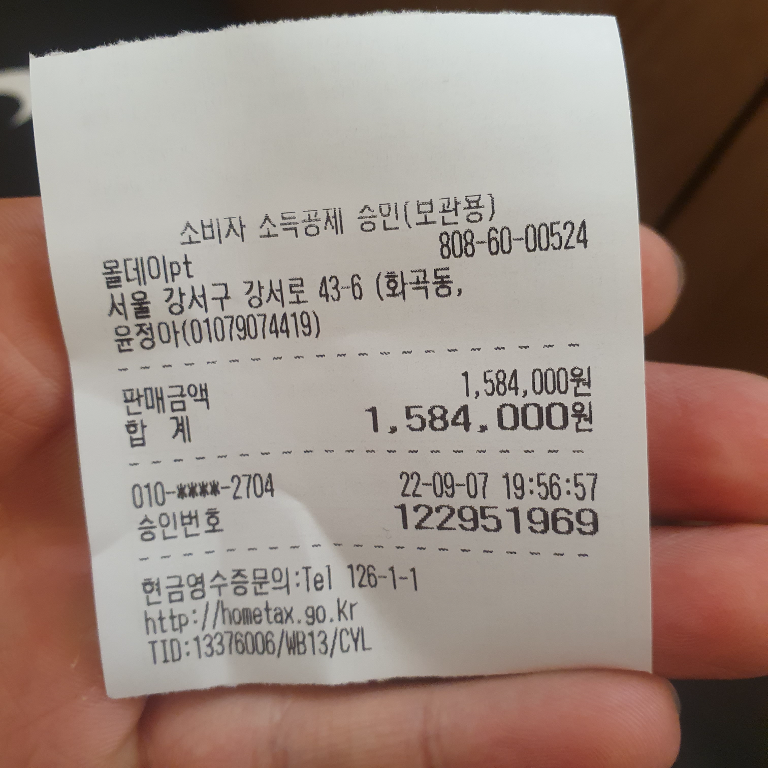 소비자 소득공제 승인(보관용)
몰데이pt 808-60-00524
서울 강서구 강서로 43-6 (화곡동,
윤정아(01079074419)
판매금액 1,584,000원
합 계 1,584,000원
010-****-2704 22-09-07 19:56:57
승인번호 122951969
현금영수증문의:Tel 126-1-1
http://hometax.go.kr
TID:13376006/WB13/CYL